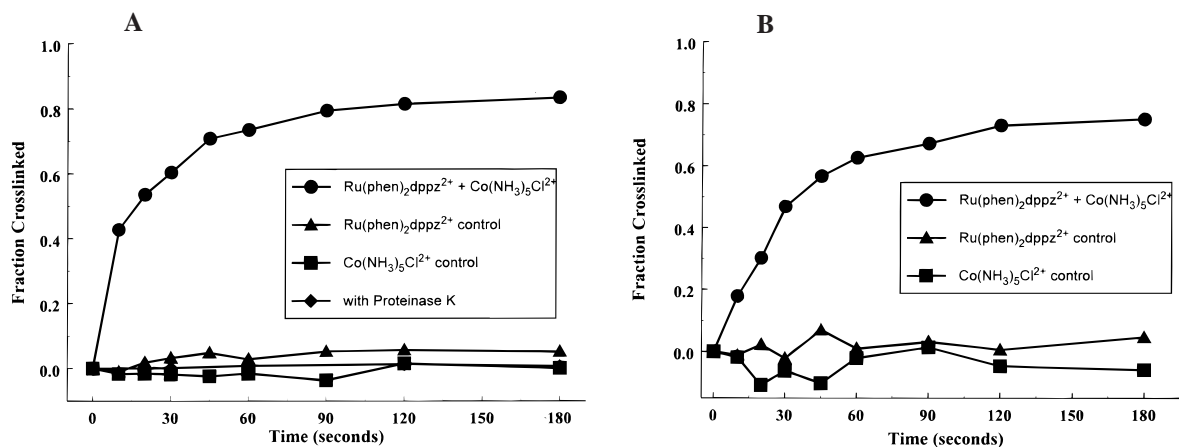 A
Fraction Crosslinked
1.0
0.8
0.6
0.4
0.2
0.0
Ru(phen)₂dppz²⁺ + Co(NH₃)₅Cl²⁺
Ru(phen)₂dppz²⁺ control
Co(NH₃)₅Cl²⁺ control
with Proteinase K
0 30 60 90 120 150 180
Time (seconds)
B
Fraction Crosslinked
1.0
0.8
0.6
0.4
0.2
0.0
Ru(phen)₂dppz²⁺ + Co(NH₃)₅Cl²⁺
Ru(phen)₂dppz²⁺ control
Co(NH₃)₅Cl²⁺ control
0 30 60 90 120 150 180
Time (seconds)